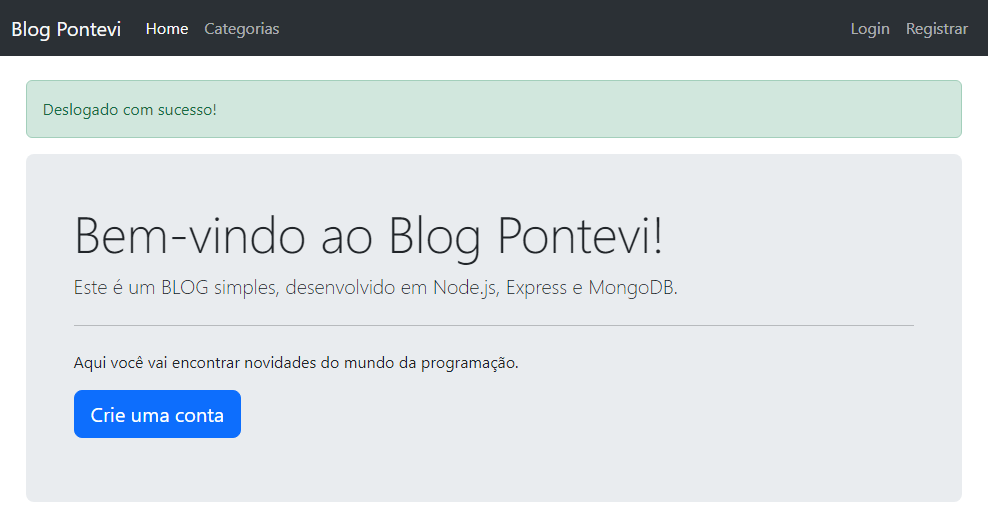 Blog Pontevi Home Categorias Login Registrar
Deslogado com sucesso!
Bem-vindo ao Blog Pontevi!
Este é um BLOG simples, desenvolvido em Node.js, Express e MongoDB.
Aqui você vai encontrar novidades do mundo da programação.
Crie uma conta